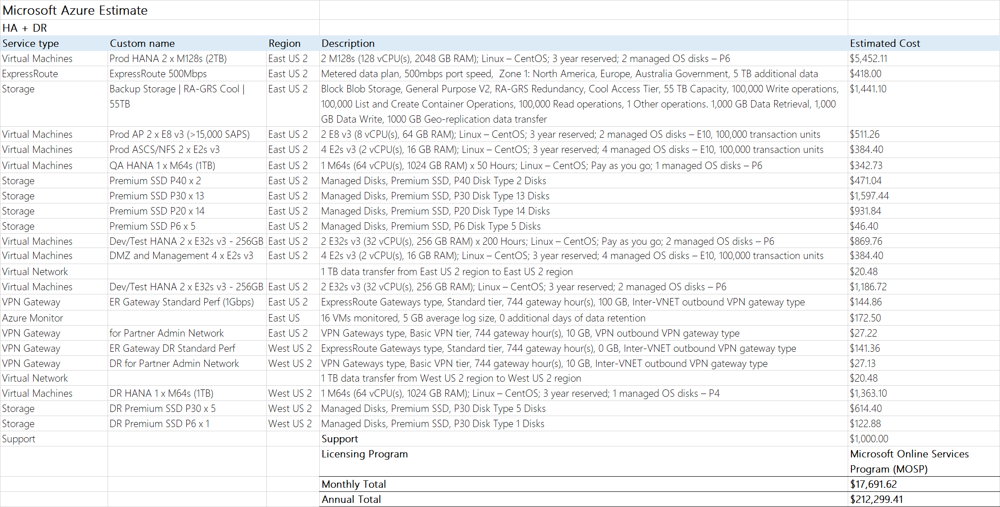 Microsoft Azure Estimate
HA + DR
Service type Custom name Region Description Estimated Cost
Virtual Machines Prod HANA 2 x M128s (2TB) East US 2 2 M128s (128 vCPU(s), 2048 GB RAM); Linux – CentOS; 3 year reserved; 2 managed OS disks – P6 $5,452.11
ExpressRoute ExpressRoute 500Mbps East US 2 Metered data plan, 500mbps port speed, Zone 1: North America, Europe, Australia Government, 5 TB additional data $418.00
Storage Backup Storage | RA-GRS Cool | East US 2 Block Blob Storage, General Purpose V2, RA-GRS Redundancy, Cool Access Tier, 55 TB Capacity, 100,000 Write operations, $1,441.10
55TB 100,000 List and Create Container Operations, 100,000 Read operations, 1 Other operations. 1,000 GB Data Retrieval, 1,000
GB Data Write, 1000 GB Geo-replication data transfer
Virtual Machines Prod AP 2 x E8 v3 (>15,000 SAPS) East US 2 2 E8 v3 (8 vCPU(s), 64 GB RAM); Linux – CentOS; 3 year reserved; 2 managed OS disks – E10, 100,000 transaction units $511.26
Virtual Machines Prod ASCS/NFS 2 x E2s v3 East US 2 4 E2s v3 (2 vCPU(s), 16 GB RAM); Linux – CentOS; 3 year reserved; 4 managed OS disks – E10, 100,000 transaction units $384.40
Virtual Machines QA HANA 1 x M64s (1TB) East US 2 1 M64s (64 vCPU(s), 1024 GB RAM) x 50 Hours; Linux – CentOS; Pay as you go; 1 managed OS disks – P6 $342.73
Storage Premium SSD P40 x 2 East US 2 Managed Disks, Premium SSD, P40 Disk Type 2 Disks $471.04
Storage Premium SSD P30 x 13 East US 2 Managed Disks, Premium SSD, P30 Disk Type 13 Disks $1,597.44
Storage Premium SSD P20 x 14 East US 2 Managed Disks, Premium SSD, P20 Disk Type 14 Disks $931.84
Storage Premium SSD P6 x 5 East US 2 Managed Disks, Premium SSD, P6 Disk Type 5 Disks $46.40
Virtual Machines Dev/Test HANA 2 x E32s v3 - 256GB East US 2 2 E32s v3 (32 vCPU(s), 256 GB RAM) x 200 Hours; Linux – CentOS; Pay as you go; 2 managed OS disks – P6 $869.76
Virtual Machines DMZ and Management 4 x E2s v3 East US 2 4 E2s v3 (2 vCPU(s), 16 GB RAM); Linux – CentOS; 3 year reserved; 4 managed OS disks – E10, 100,000 transaction units $384.40
Virtual Network 1 TB data transfer from East US 2 region to East US 2 region $20.48
Virtual Machines Dev/Test HANA 2 x E32s v3 - 256GB East US 2 2 E32s v3 (32 vCPU(s), 256 GB RAM); Linux – CentOS; 3 year reserved; 2 managed OS disks – P6 $1,186.72
VPN Gateway ER Gateway Standard Perf (1Gbps) East US 2 ExpressRoute Gateways type, Standard tier, 744 gateway hour(s), 100 GB, Inter-VNET outbound VPN gateway type $144.86
Azure Monitor East US 16 VMs monitored, 5 GB average log size, 0 additional days of data retention $172.50
VPN Gateway for Partner Admin Network East US 2 VPN Gateways type, Basic VPN tier, 744 gateway hour(s), 10 GB, VPN outbound VPN gateway type $27.22
VPN Gateway ER Gateway DR Standard Perf West US 2 ExpressRoute Gateways type, Standard tier, 744 gateway hour(s), 0 GB, Inter-VNET outbound VPN gateway type $141.36
VPN Gateway DR for Partner Admin Network West US 2 VPN Gateways type, Basic VPN tier, 744 gateway hour(s), 10 GB, Inter-VNET outbound VPN gateway type $27.13
Virtual Network 1 TB data transfer from West US 2 region to West US 2 region $20.48
Virtual Machines DR HANA 1 x M64s (1TB) West US 2 1 M64s (64 vCPU(s), 1024 GB RAM); Linux – CentOS; 3 year reserved; 1 managed OS disks – P4 $1,363.10
Storage DR Premium SSD P30 x 5 West US 2 Managed Disks, Premium SSD, P30 Disk Type 5 Disks $614.40
Storage DR Premium SSD P6 x 1 West US 2 Managed Disks, Premium SSD, P30 Disk Type 1 Disks $122.88
Support Support $1,000.00
Licensing Program Microsoft Online Services
Program (MOSP)
Monthly Total $17,691.62
Annual Total $212,299.41